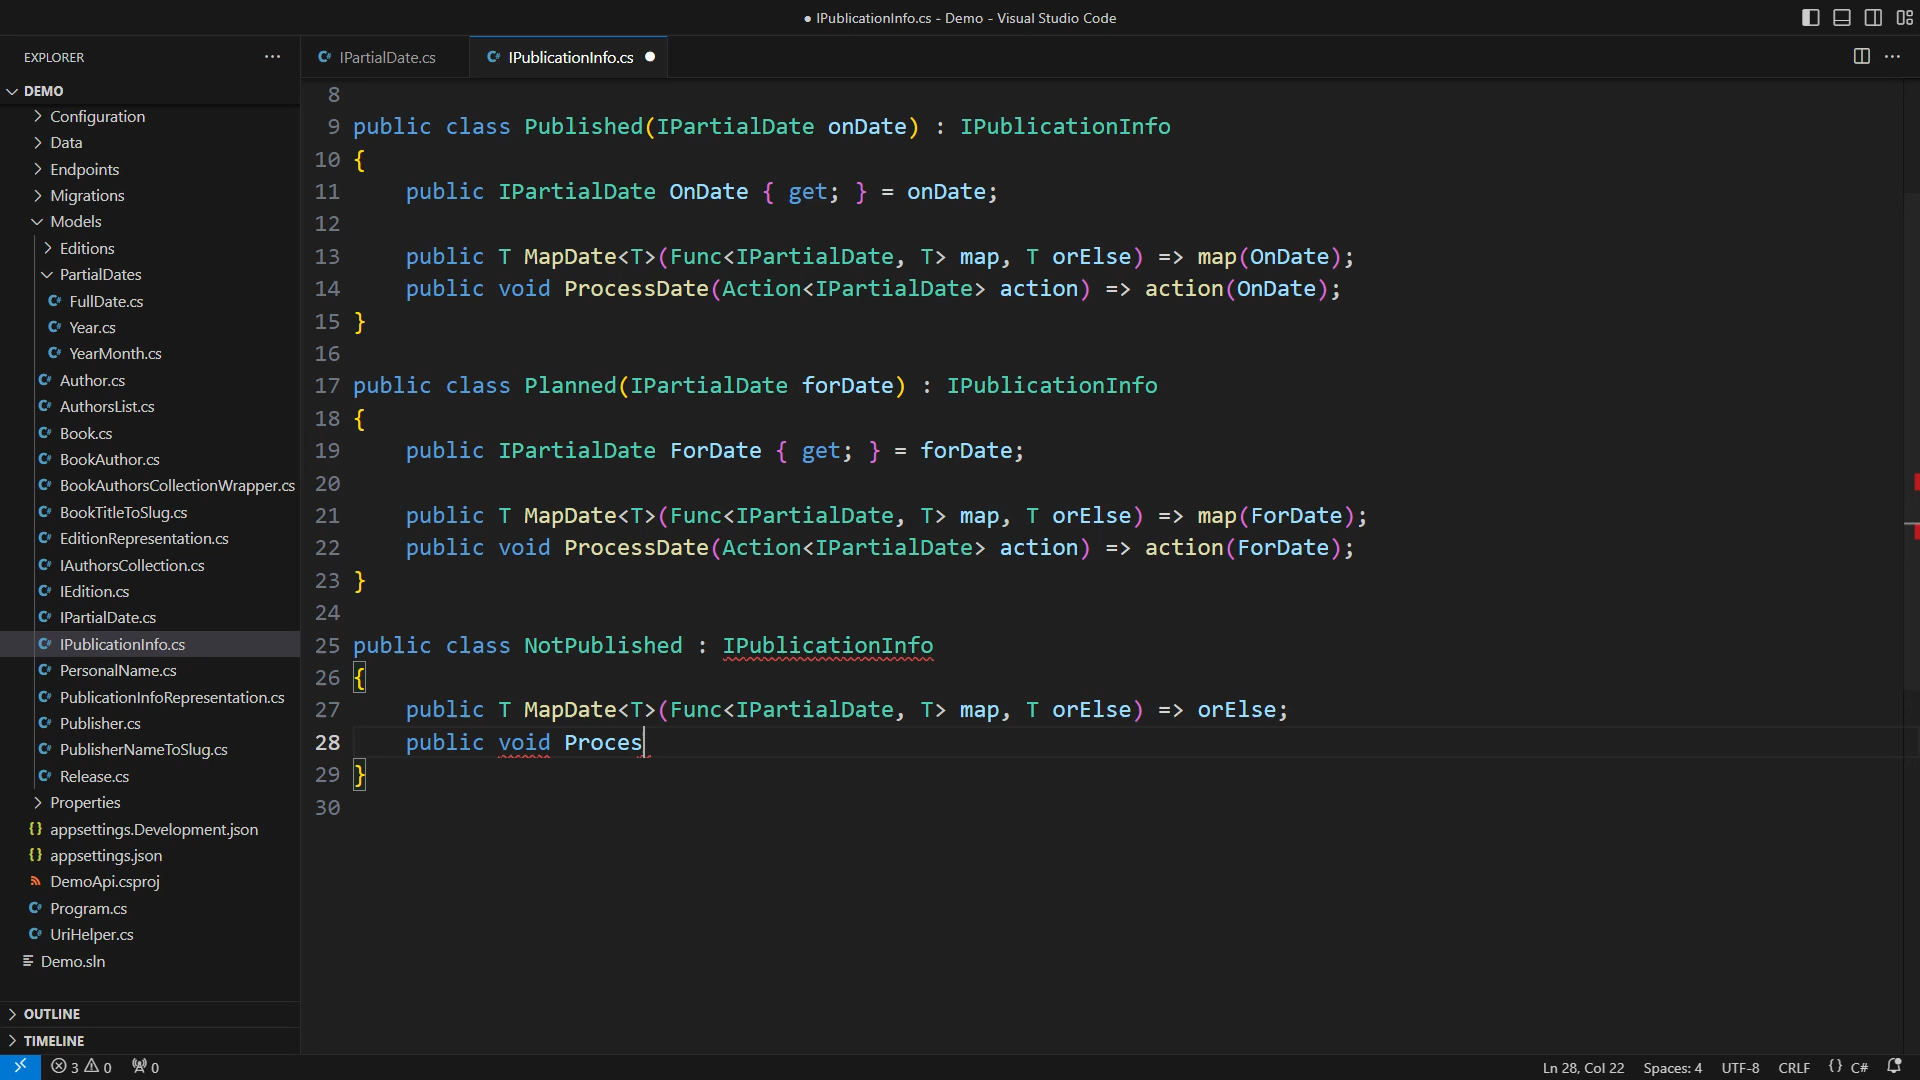 ● IPublicationInfo.cs - Demo - Visual Studio Code
EXPLORER
DEMO
Configuration
Data
Endpoints
Migrations
Models
Editions
PartialDates
FullDate.cs
Year.cs
YearMonth.cs
Author.cs
AuthorsList.cs
Book.cs
BookAuthor.cs
BookAuthorsCollectionWrapper.cs
BookTitleToSlug.cs
EditionRepresentation.cs
IAuthorsCollection.cs
IEdition.cs
IPartialDate.cs
IPublicationInfo.cs
PersonalName.cs
PublicationInfoRepresentation.cs
Publisher.cs
PublisherNameToSlug.cs
Release.cs
Properties
appsettings.Development.json
appsettings.json
DemoApi.csproj
Program.cs
UriHelper.cs
Demo.sln
OUTLINE
TIMELINE
IPartialDate.cs
IPublicationInfo.cs ●
8
9 public class Published(IPartialDate onDate) : IPublicationInfo
10 {
11 public IPartialDate OnDate { get; } = onDate;
12
13 public T MapDate<T>(Func<IPartialDate, T> map, T orElse) => map(OnDate);
14 public void ProcessDate(Action<IPartialDate> action) => action(OnDate);
15 }
16
17 public class Planned(IPartialDate forDate) : IPublicationInfo
18 {
19 public IPartialDate ForDate { get; } = forDate;
20
21 public T MapDate<T>(Func<IPartialDate, T> map, T orElse) => map(ForDate);
22 public void ProcessDate(Action<IPartialDate> action) => action(ForDate);
23 }
24
25 public class NotPublished : IPublicationInfo
26 {
27 public T MapDate<T>(Func<IPartialDate, T> map, T orElse) => orElse;
28 public void Proces
29 }
30
3 0 0
Ln 28, Col 22 Spaces: 4 UTF-8 CRLF {} C#